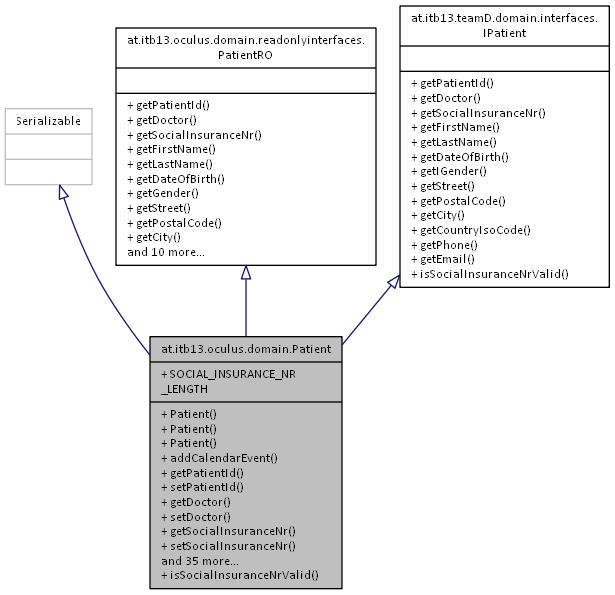 Serializable
at.itb13.oculus.domain.readonlyinterfaces.
PatientRO
+ getPatientId()
+ getDoctor()
+ getSocialInsuranceNr()
+ getFirstName()
+ getLastName()
+ getDateOfBirth()
+ getGender()
+ getStreet()
+ getPostalCode()
+ getCity()
and 10 more...
at.itb13.teamD.domain.interfaces.
IPatient
+ getPatientId()
+ getDoctor()
+ getSocialInsuranceNr()
+ getFirstName()
+ getLastName()
+ getDateOfBirth()
+ getIGender()
+ getStreet()
+ getPostalCode()
+ getCity()
+ getCountryIsoCode()
+ getPhone()
+ getEmail()
+ isSocialInsuranceNrValid()
at.itb13.oculus.domain.Patient
+ SOCIAL_INSURANCE_NR
_LENGTH
+ Patient()
+ Patient()
+ Patient()
+ addCalendarEvent()
+ getPatientId()
+ setPatientId()
+ getDoctor()
+ setDoctor()
+ getSocialInsuranceNr()
+ setSocialInsuranceNr()
and 35 more...
+ isSocialInsuranceNrValid()